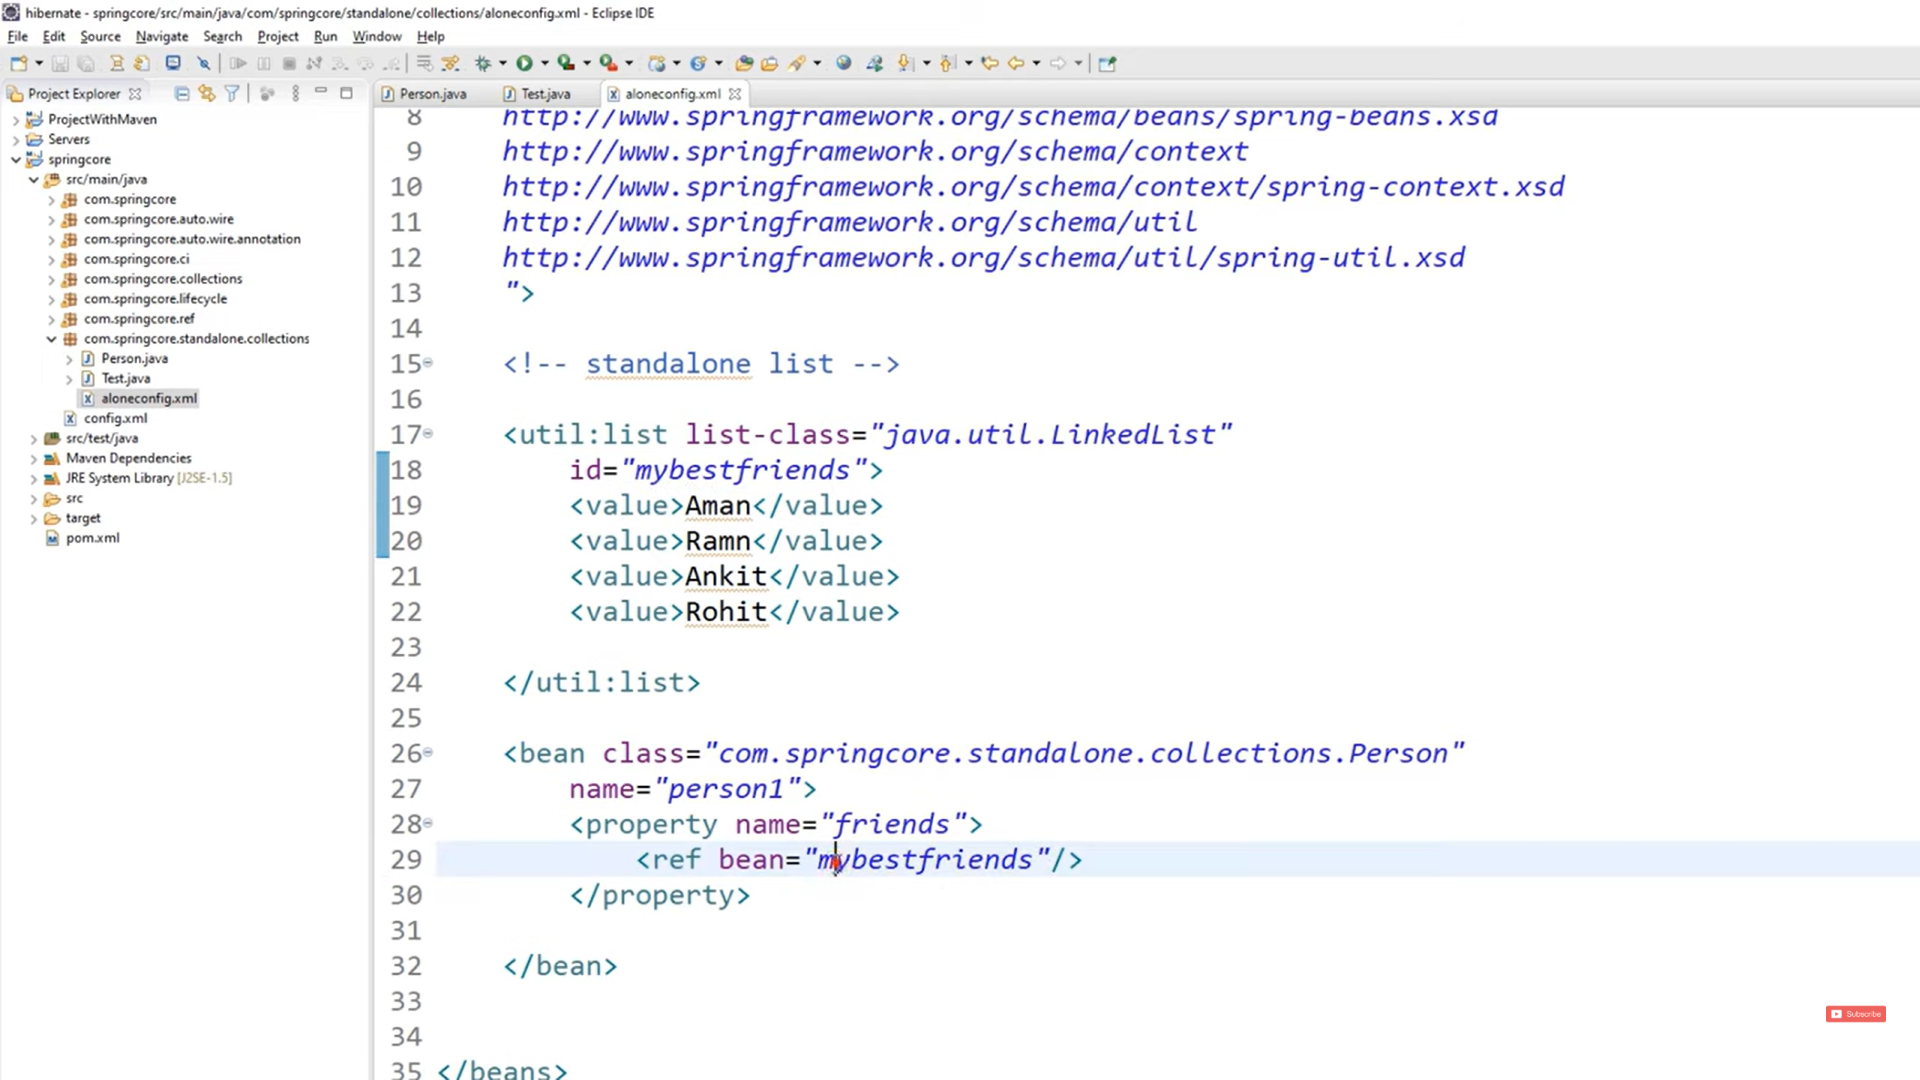 hibernate - springcore/src/main/java/com/springcore/standalone/collections/aloneconfig.xml - Eclipse IDE
File Edit Source Navigate Search Project Run Window Help
Project Explorer
Person.java Test.java aloneconfig.xml
ProjectWithMaven
Servers
springcore
src/main/java
com.springcore
com.springcore.auto.wire
com.springcore.auto.wire.annotation
com.springcore.ci
com.springcore.collections
com.springcore.lifecycle
com.springcore.ref
com.springcore.standalone.collections
Person.java
Test.java
aloneconfig.xml
config.xml
src/test/java
Maven Dependencies
JRE System Library [J2SE-1.5]
src
target
pom.xml
8 http://www.springframework.org/schema/beans/spring-beans.xsd
9 http://www.springframework.org/schema/context
10 http://www.springframework.org/schema/context/spring-context.xsd
11 http://www.springframework.org/schema/util
12 http://www.springframework.org/schema/util/spring-util.xsd
13 ">
14
15 <!-- standalone list -->
16
17 <util:list list-class="java.util.LinkedList"
18 id="mybestfriends">
19 <value>Aman</value>
20 <value>Ramn</value>
21 <value>Ankit</value>
22 <value>Rohit</value>
23
24 </util:list>
25
26 <bean class="com.springcore.standalone.collections.Person"
27 name="person1">
28 <property name="friends">
29 <ref bean="mybestfriends"/>
30 </property>
31
32 </bean>
33
34
35 </beans>
Subscribe